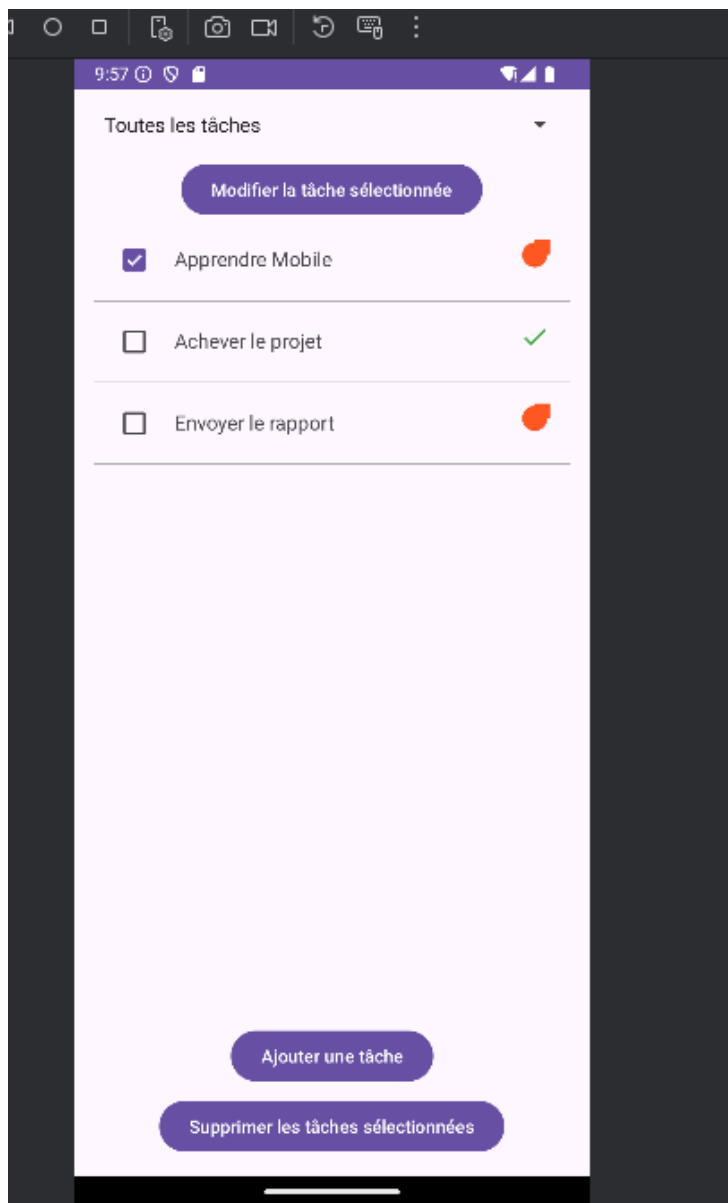 9:57
Toutes les tâches
Modifier la tâche sélectionnée
Apprendre Mobile
Achever le projet
Envoyer le rapport
Ajouter une tâche
Supprimer les tâches sélectionnées